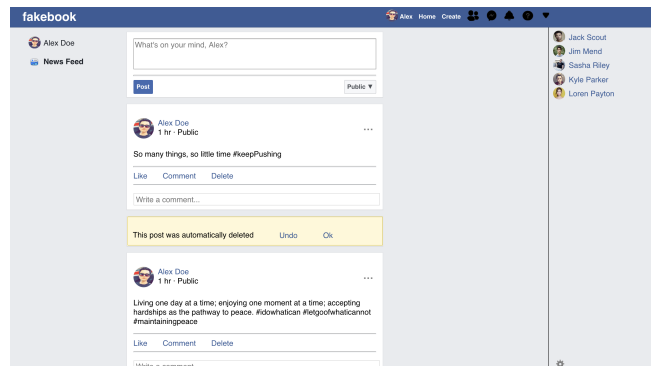 fakebook
Alex Home Create
Alex Doe
News Feed
What's on your mind, Alex?
Post
Public ▼
Alex Doe
1 hr · Public
...
So many things, so little time #keepPushing
Like Comment Delete
Write a comment...
This post was automatically deleted Undo Ok
Alex Doe
1 hr · Public
...
Living one day at a time; enjoying one moment at a time; accepting
hardships as the pathway to peace. #idowhatican #letgoofwhaticannot
#maintainingpeace
Like Comment Delete
Write a comment...
Jack Scout
Jim Mend
Sasha Riley
Kyle Parker
Loren Payton